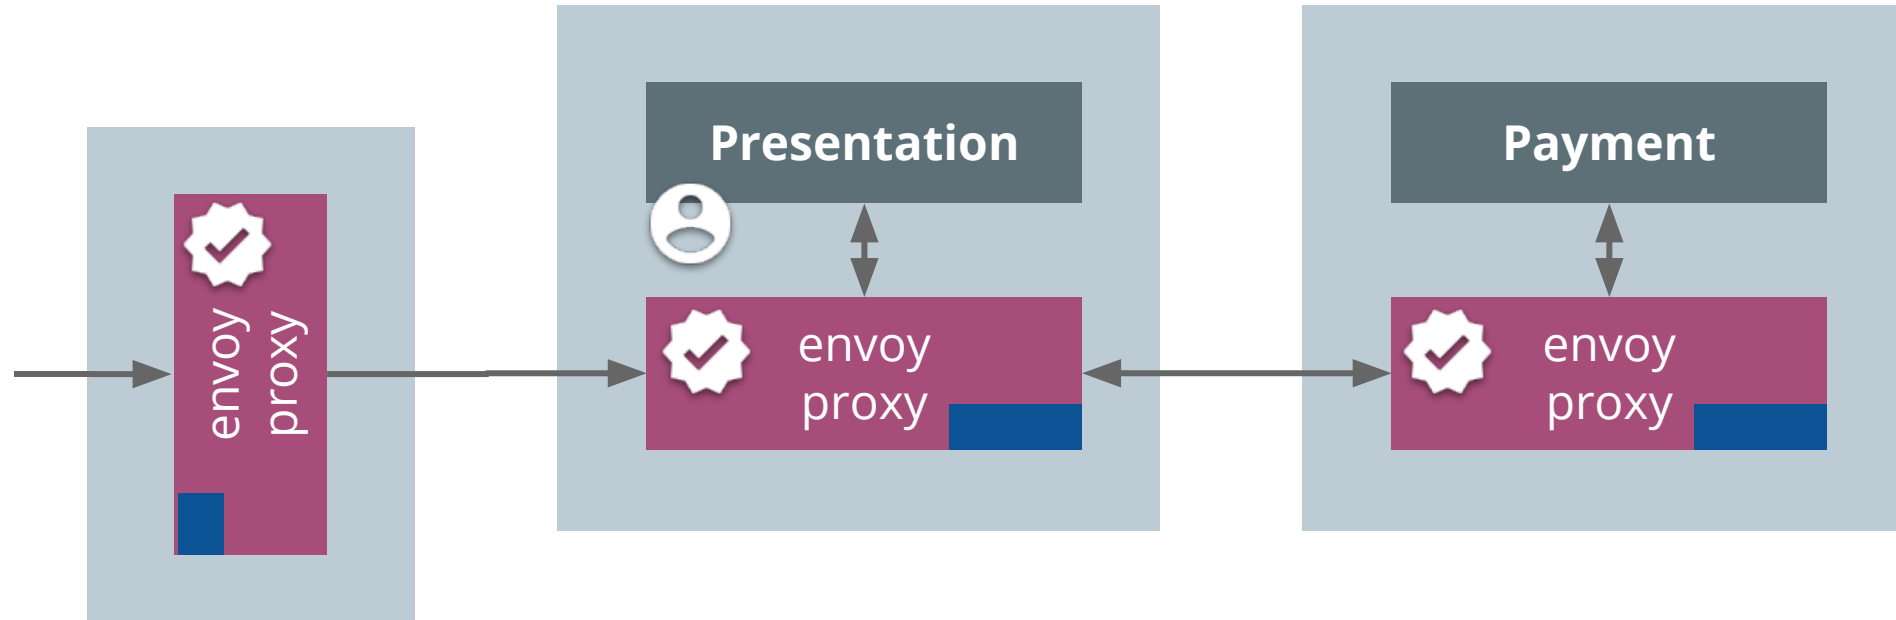 envoy
proxy
Presentation
envoy
proxy
Payment
envoy
proxy